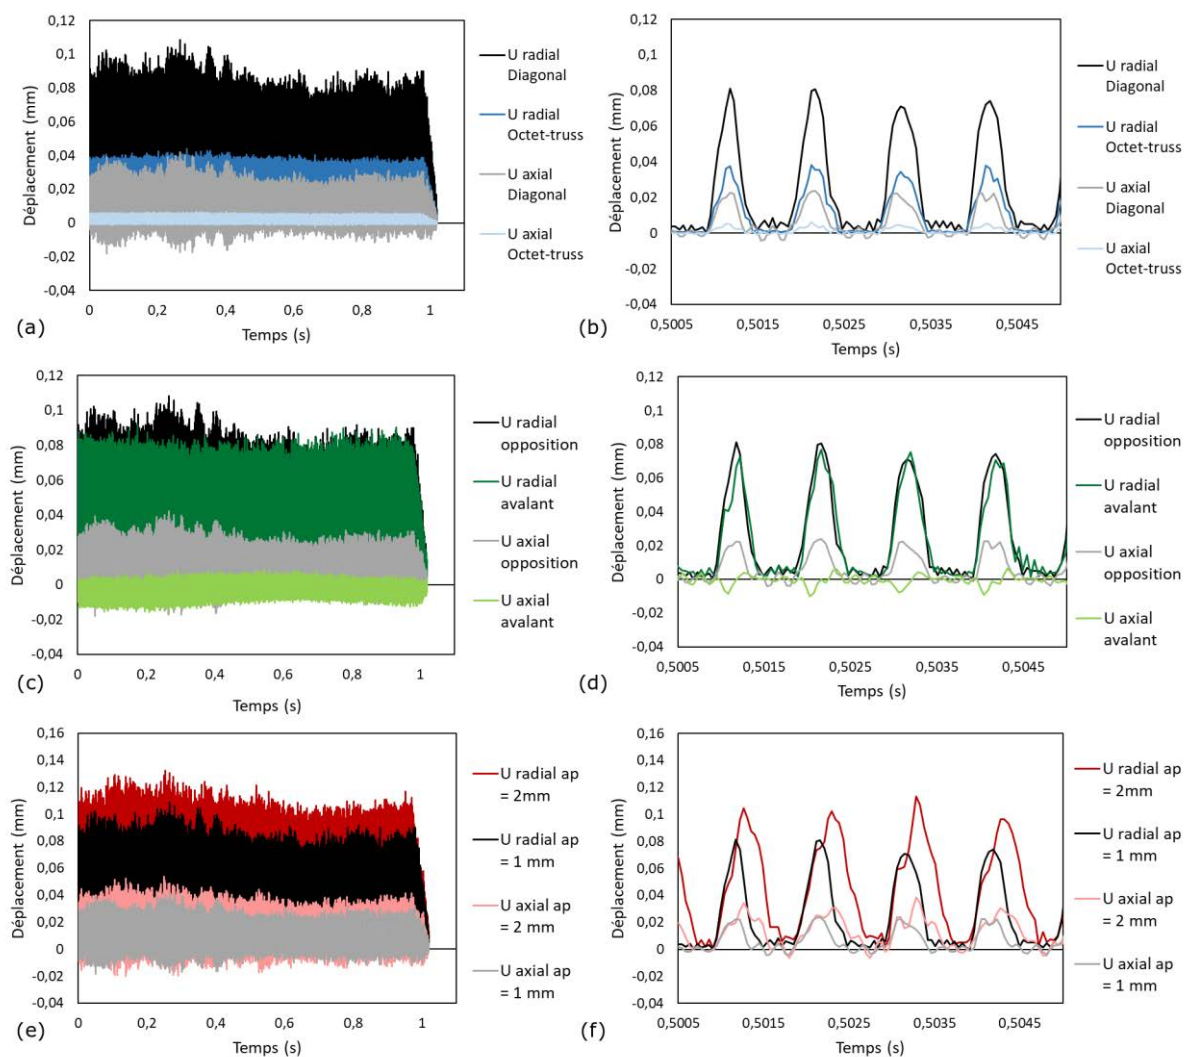 0,12
0,1
0,08
0,06
0,04
0,02
0
-0,02
-0,04
Déplacement (mm)
0 0,2 0,4 0,6 0,8 1
Temps (s)
(a)
U radial
Diagonal
U radial
Octet-truss
U axial
Diagonal
U axial
Octet-truss
0,12
0,1
0,08
0,06
0,04
0,02
0
-0,02
-0,04
Déplacement (mm)
0,5005 0,5015 0,5025 0,5035 0,5045
Temps (s)
(b)
U radial
Diagonal
U radial
Octet-truss
U axial
Diagonal
U axial
Octet-truss
0,12
0,1
0,08
0,06
0,04
0,02
0
-0,02
-0,04
Déplacement (mm)
0 0,2 0,4 0,6 0,8 1
Temps (s)
(c)
U radial
opposition
U radial
avalant
U axial
opposition
U axial
avalant
0,12
0,1
0,08
0,06
0,04
0,02
0
-0,02
-0,04
Déplacement (mm)
0,5005 0,5015 0,5025 0,5035 0,5045
Temps (s)
(d)
U radial
opposition
U radial
avalant
U axial
opposition
U axial
avalant
0,16
0,14
0,12
0,1
0,08
0,06
0,04
0,02
0
-0,02
-0,04
Déplacement (mm)
0 0,2 0,4 0,6 0,8 1
Temps (s)
(e)
U radial ap
= 2mm
U radial ap
= 1 mm
U axial ap
= 2 mm
U axial ap
= 1 mm
0,16
0,14
0,12
0,1
0,08
0,06
0,04
0,02
0
-0,02
-0,04
Déplacement (mm)
0,5005 0,5015 0,5025 0,5035 0,5045
Temps (s)
(f)
U radial ap
= 2mm
U radial ap
= 1 mm
U axial ap
= 2 mm
U axial ap
= 1 mm